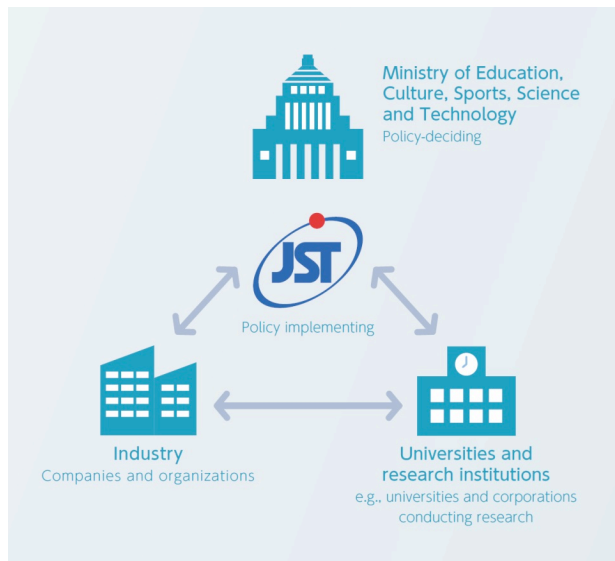 Ministry of Education,
Culture, Sports, Science
and Technology
Policy-deciding
JST
Policy implementing
Industry
Companies and organizations
Universities and
research institutions
e.g., universities and corporations
conducting research